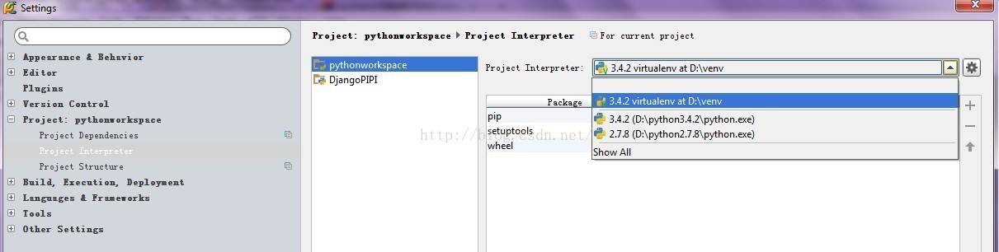 Settings
Project: pythonworkspace Project Interpreter For current project
Appearance & Behavior
Editor
Plugins
Version Control
Project: pythonworkspace
Project Dependencies
Project Interpreter
Project Structure
Build, Execution, Deployment
Languages & Frameworks
Tools
Other Settings
pythonworkspace
DjangoPIPI
Project Interpreter: 3.4.2 virtualenv at D:\venv
3.4.2 virtualenv at D:\venv
3.4.2 (D:\python3.4.2\python.exe)
2.7.8 (D:\python2.7.8\python.exe)
Show All
Package
pip
setuptools
wheel
http://blog.csdn.net/